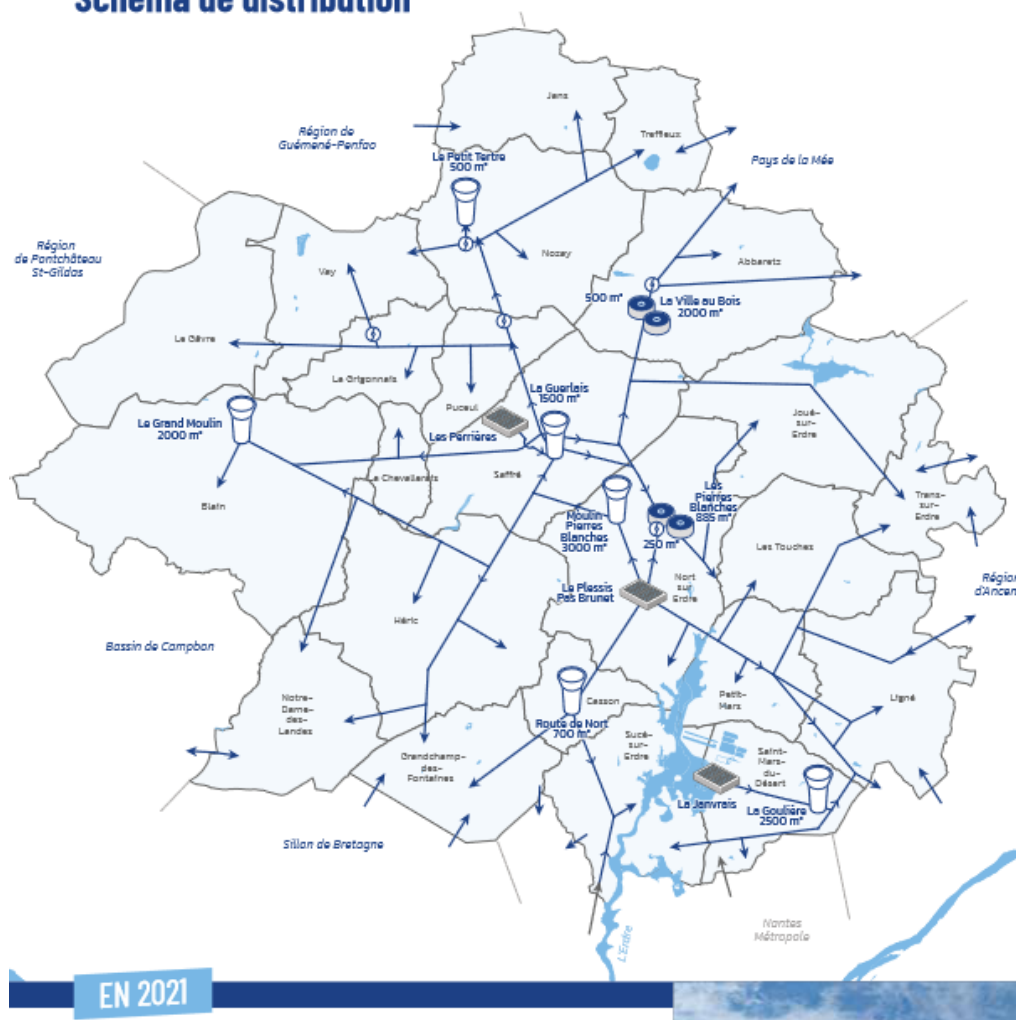 Schéma de distribution
Jans
Treffieux
Région de
Guémené-Penfao
Le Petit Tertre
500 m³
Pays de la Mée
Région
de Pontchâteau
St-Gildas
Vay
Nozay
Abbaretz
500 m³
La Ville au Bois
2000 m³
Le Gâvre
La Grigonnais
La Guerlais
1500 m³
Puceul
Le Grand Moulin
2000 m³
Les Perrières
Joué-
sur-
Erdre
La Chevallerais
Saffré
Blain
Les
Pierres
Blanches
885 m³
Moulin
Pierres
Blanches
3000 m³
250 m³
Trans-
sur-
Erdre
Les Touches
Le Plessis
Pas Brunet
Nort
sur
Erdre
Région
d'Ancen
Héric
Bassin de Campbon
Notre-
Dame-
des-
Landes
Casson
Petit-
Mars
Ligné
Route de Nort
700 m³
Sucé-
sur-
Erdre
Grandchamp-
des-
Fontaines
Saint-
Mars-
du-
Désert
La Janvrais
La Goulière
2500 m³
Sillon de Bretagne
Nantes
Métropole
L'Erdre
EN 2021